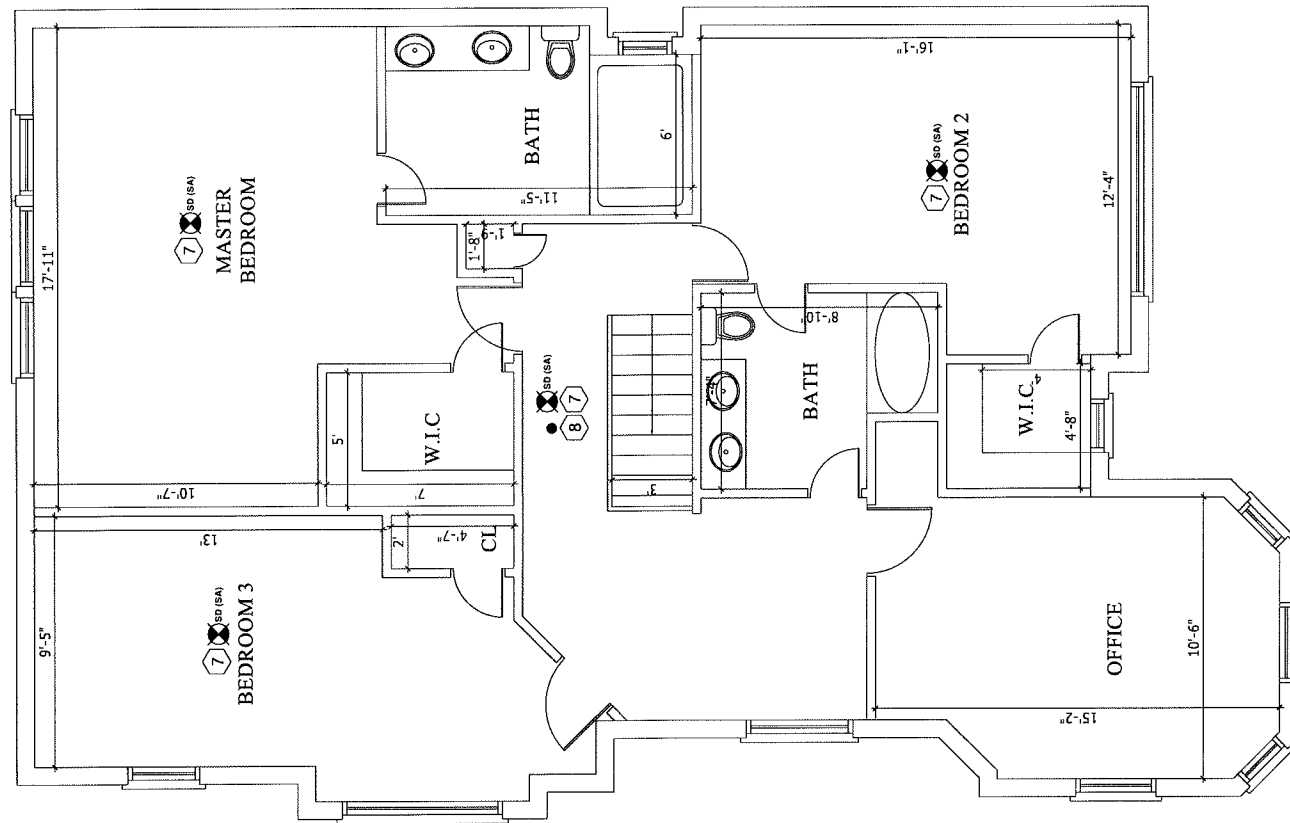 17'-11"
7
SD (SA)
MASTER
BEDROOM
10'-7"
BATH
11'-5"
6'
1'-8"
1'-9
5'
W.I.C
7'
13'
9'-5"
7
SD (SA)
BEDROOM 3
2'
4'-7"
CL
SD (SA)
8
7
3'
16'-1"
7
SD (SA)
BEDROOM 2
12'-4"
8'-10"
BATH
W.I.C.
4'
4'-8"
OFFICE
10'-6"
15'-2"